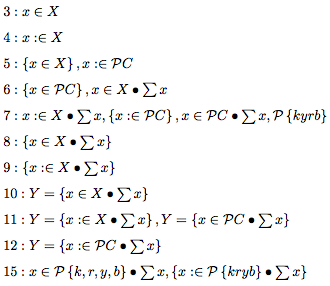 3 : x ∈ X
4 : x :∈ X
5 : {x ∈ X} , x :∈ 𝒫C
6 : {x ∈ 𝒫C} , x ∈ X • ∑ x
7 : x :∈ X • ∑ x, {x :∈ 𝒫C} , x ∈ 𝒫C • ∑ x, 𝒫 {kyrb}
8 : {x ∈ X • ∑ x}
9 : {x :∈ X • ∑ x}
10 : Y = {x ∈ X • ∑ x}
11 : Y = {x :∈ X • ∑ x} , Y = {x ∈ 𝒫C • ∑ x}
12 : Y = {x :∈ 𝒫C • ∑ x}
15 : x ∈ 𝒫 {k, r, y, b} • ∑ x, {x :∈ 𝒫 {kryb} • ∑ x}